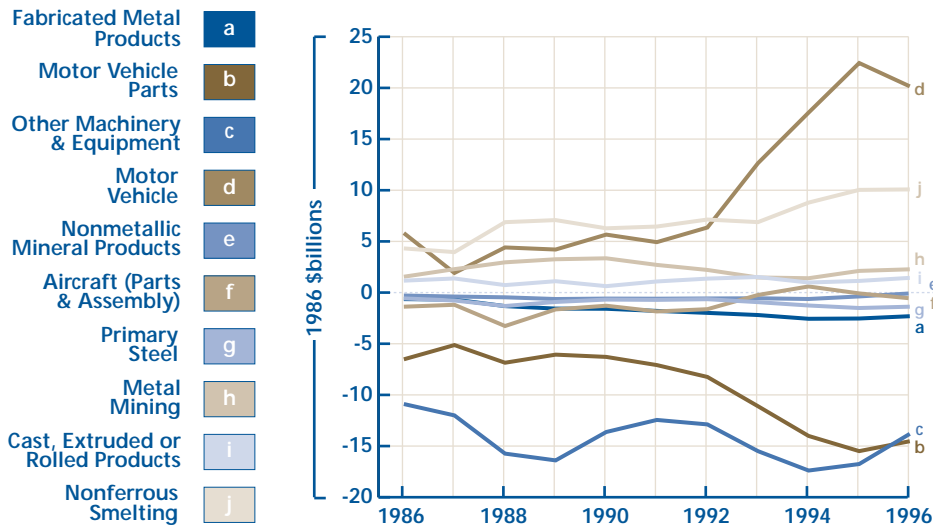 Fabricated Metal
Products
a
Motor Vehicle
Parts
b
Other Machinery
& Equipment
c
Motor
Vehicle
d
Nonmetallic
Mineral Products
e
Aircraft (Parts
& Assembly)
f
Primary
Steel
g
Metal
Mining
h
Cast, Extruded or
Rolled Products
i
Nonferrous
Smelting
j
1986 $billions
25
20
15
10
5
0
-5
-10
-15
-20
1986
1988
1990
1992
1994
1996
d
j
h
i
e
f
g
a
c
b